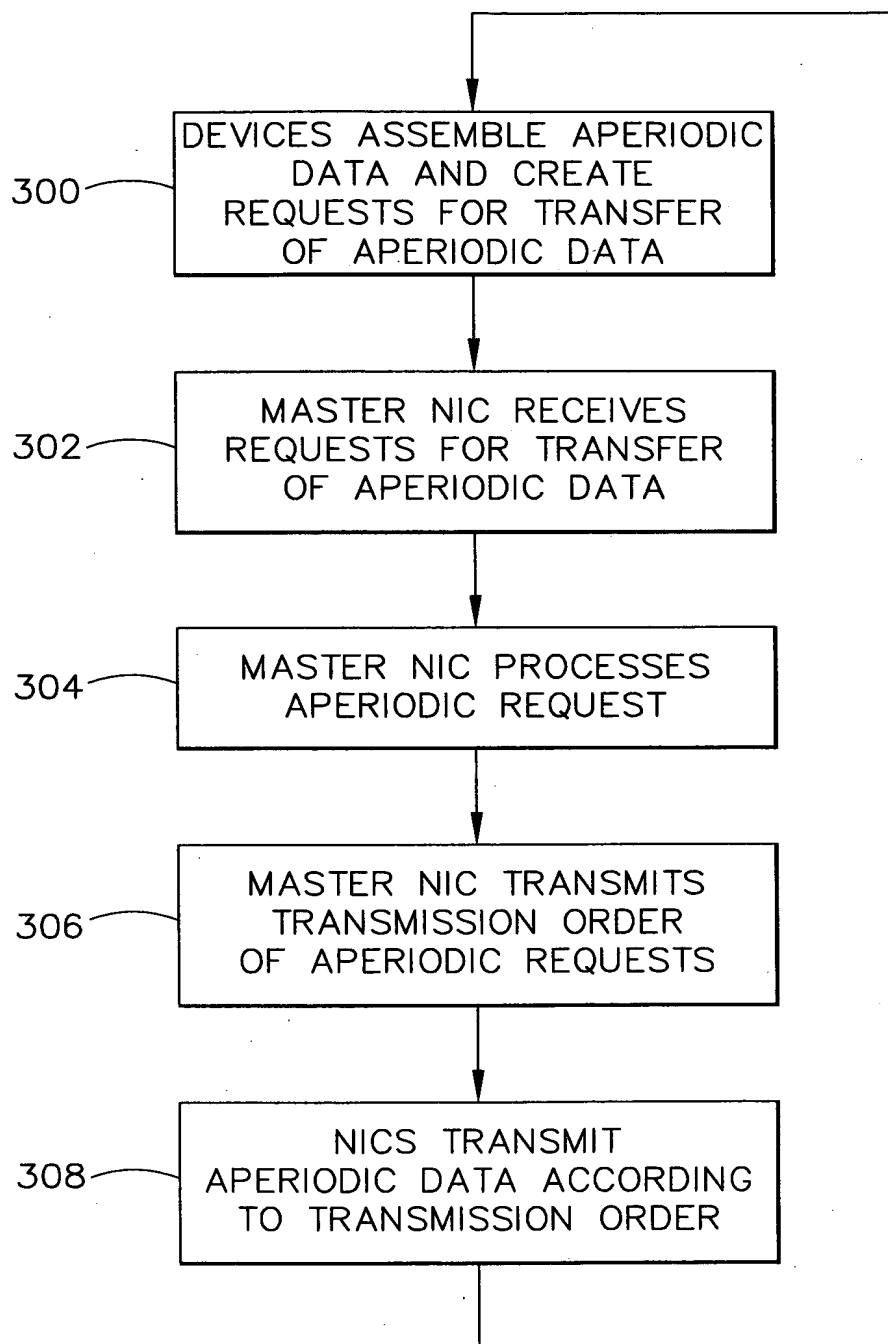 DEVICES ASSEMBLE APERIODIC
DATA AND CREATE
REQUESTS FOR TRANSFER
OF APERIODIC DATA
300
MASTER NIC RECEIVES
REQUESTS FOR TRANSFER
OF APERIODIC DATA
302
MASTER NIC PROCESSES
APERIODIC REQUEST
304
MASTER NIC TRANSMITS
TRANSMISSION ORDER
OF APERIODIC REQUESTS
306
NICS TRANSMIT
APERIODIC DATA ACCORDING
TO TRANSMISSION ORDER
308